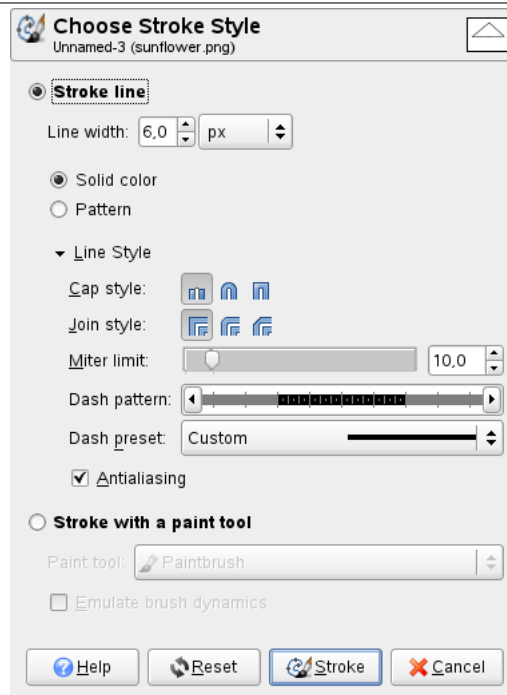 Choose Stroke Style
Unnamed-3 (sunflower.png)
Stroke line
Line width: 6,0 px
Solid color
Pattern
Line Style
Cap style:
Join style:
Miter limit: 10,0
Dash pattern:
Dash preset: Custom
Antialiasing
Stroke with a paint tool
Paint tool: Paintbrush
Emulate brush dynamics
Help Reset Stroke Cancel